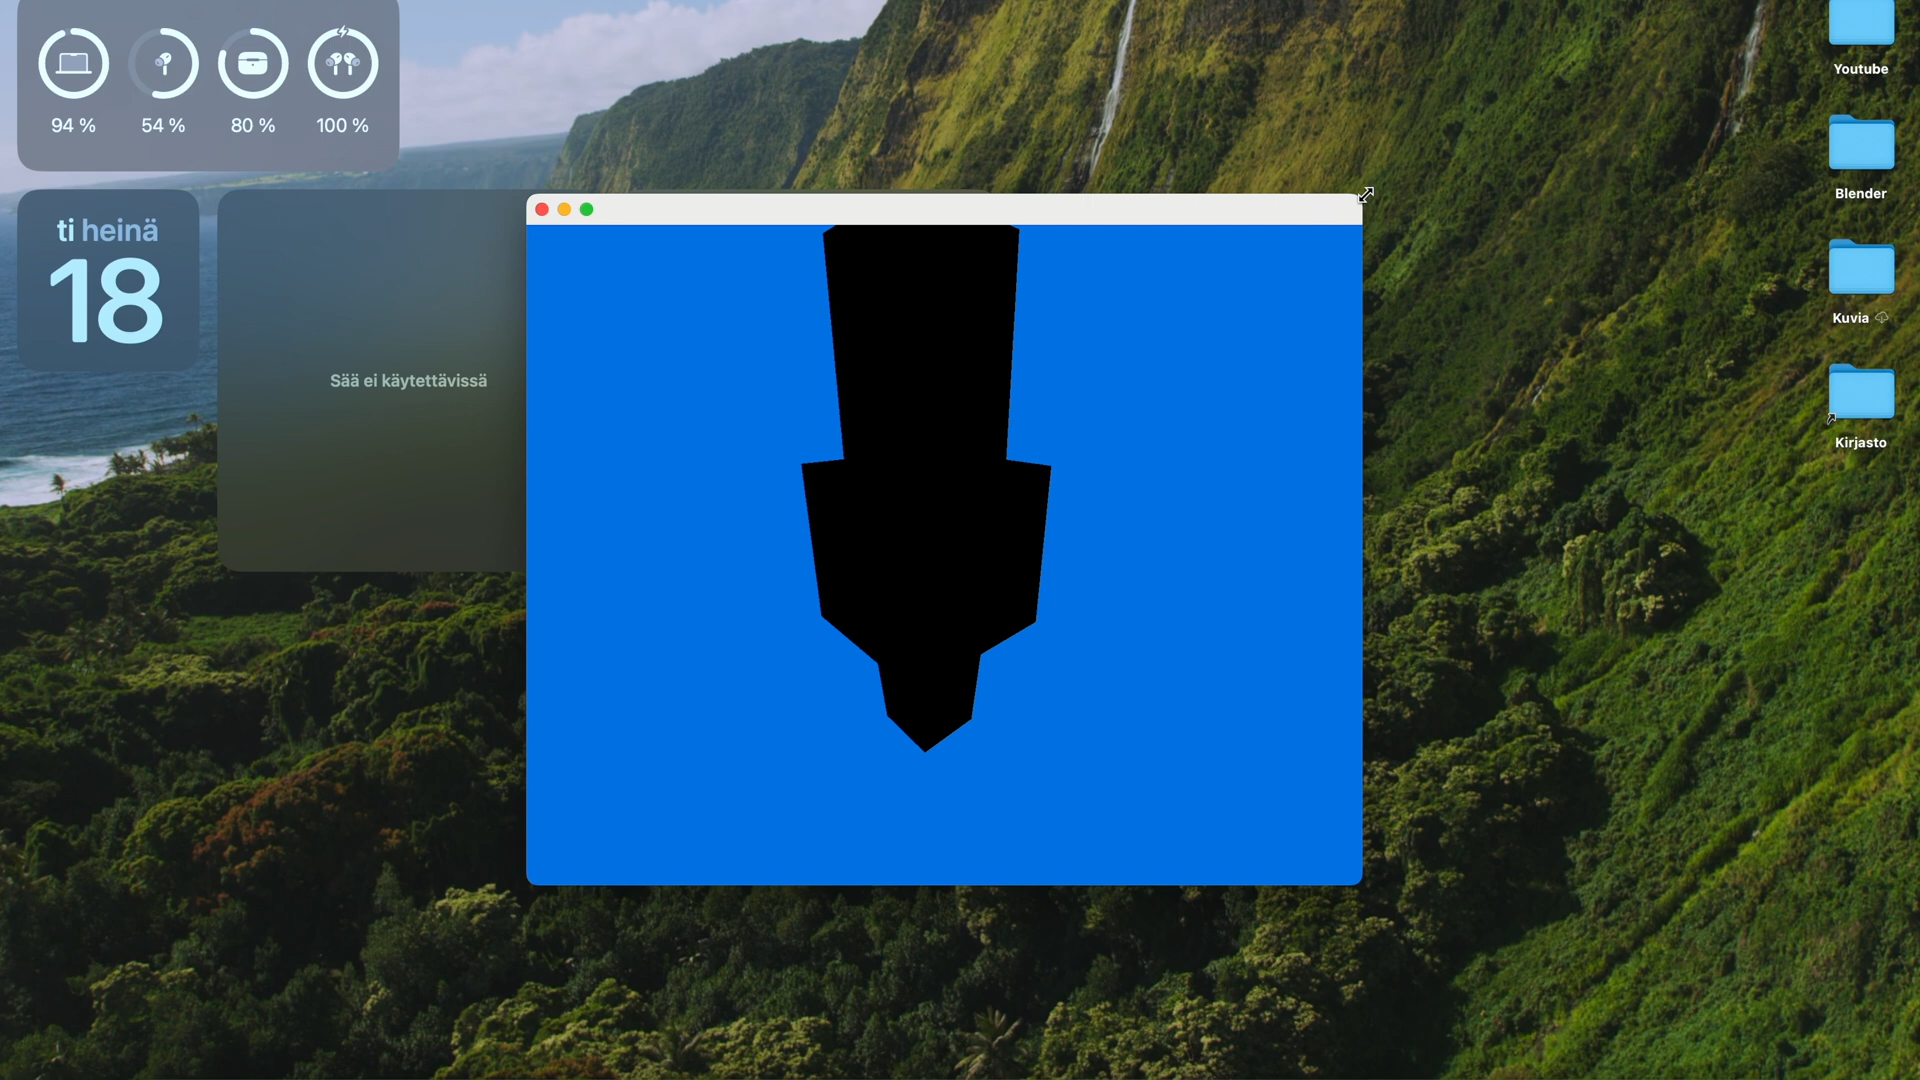 94 %
54 %
80 %
100 %
ti heinä
18
Sää ei käytettävissä
Youtube
Blender
Kuvia
Kirjasto